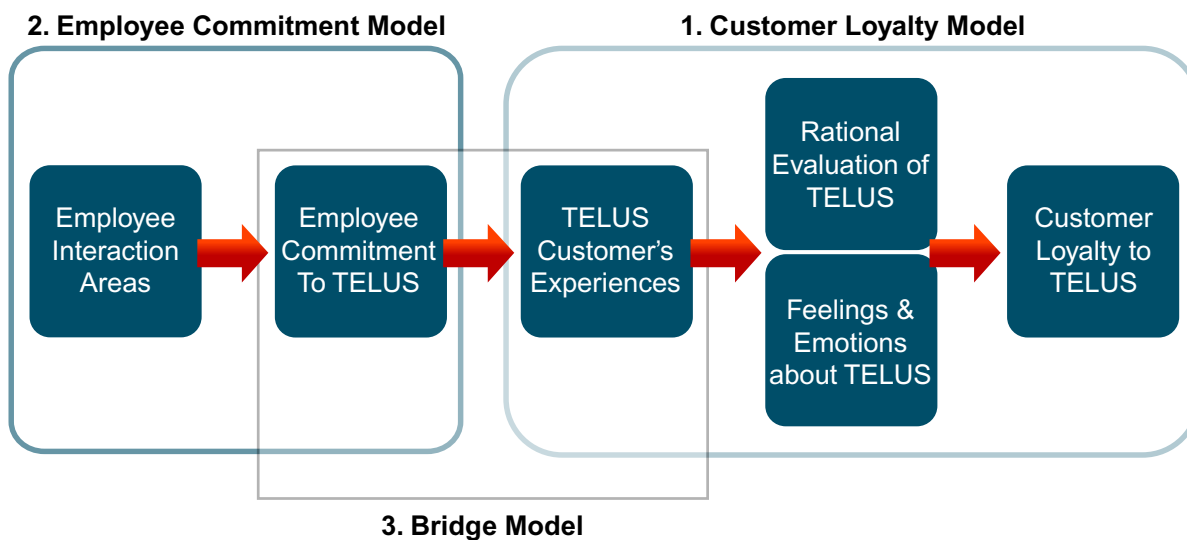 2. Employee Commitment Model
1. Customer Loyalty Model
Employee
Interaction
Areas
Employee
Commitment
To TELUS
TELUS
Customer’s
Experiences
Rational
Evaluation of
TELUS
Feelings &
Emotions
about TELUS
Customer
Loyalty to
TELUS
3. Bridge Model